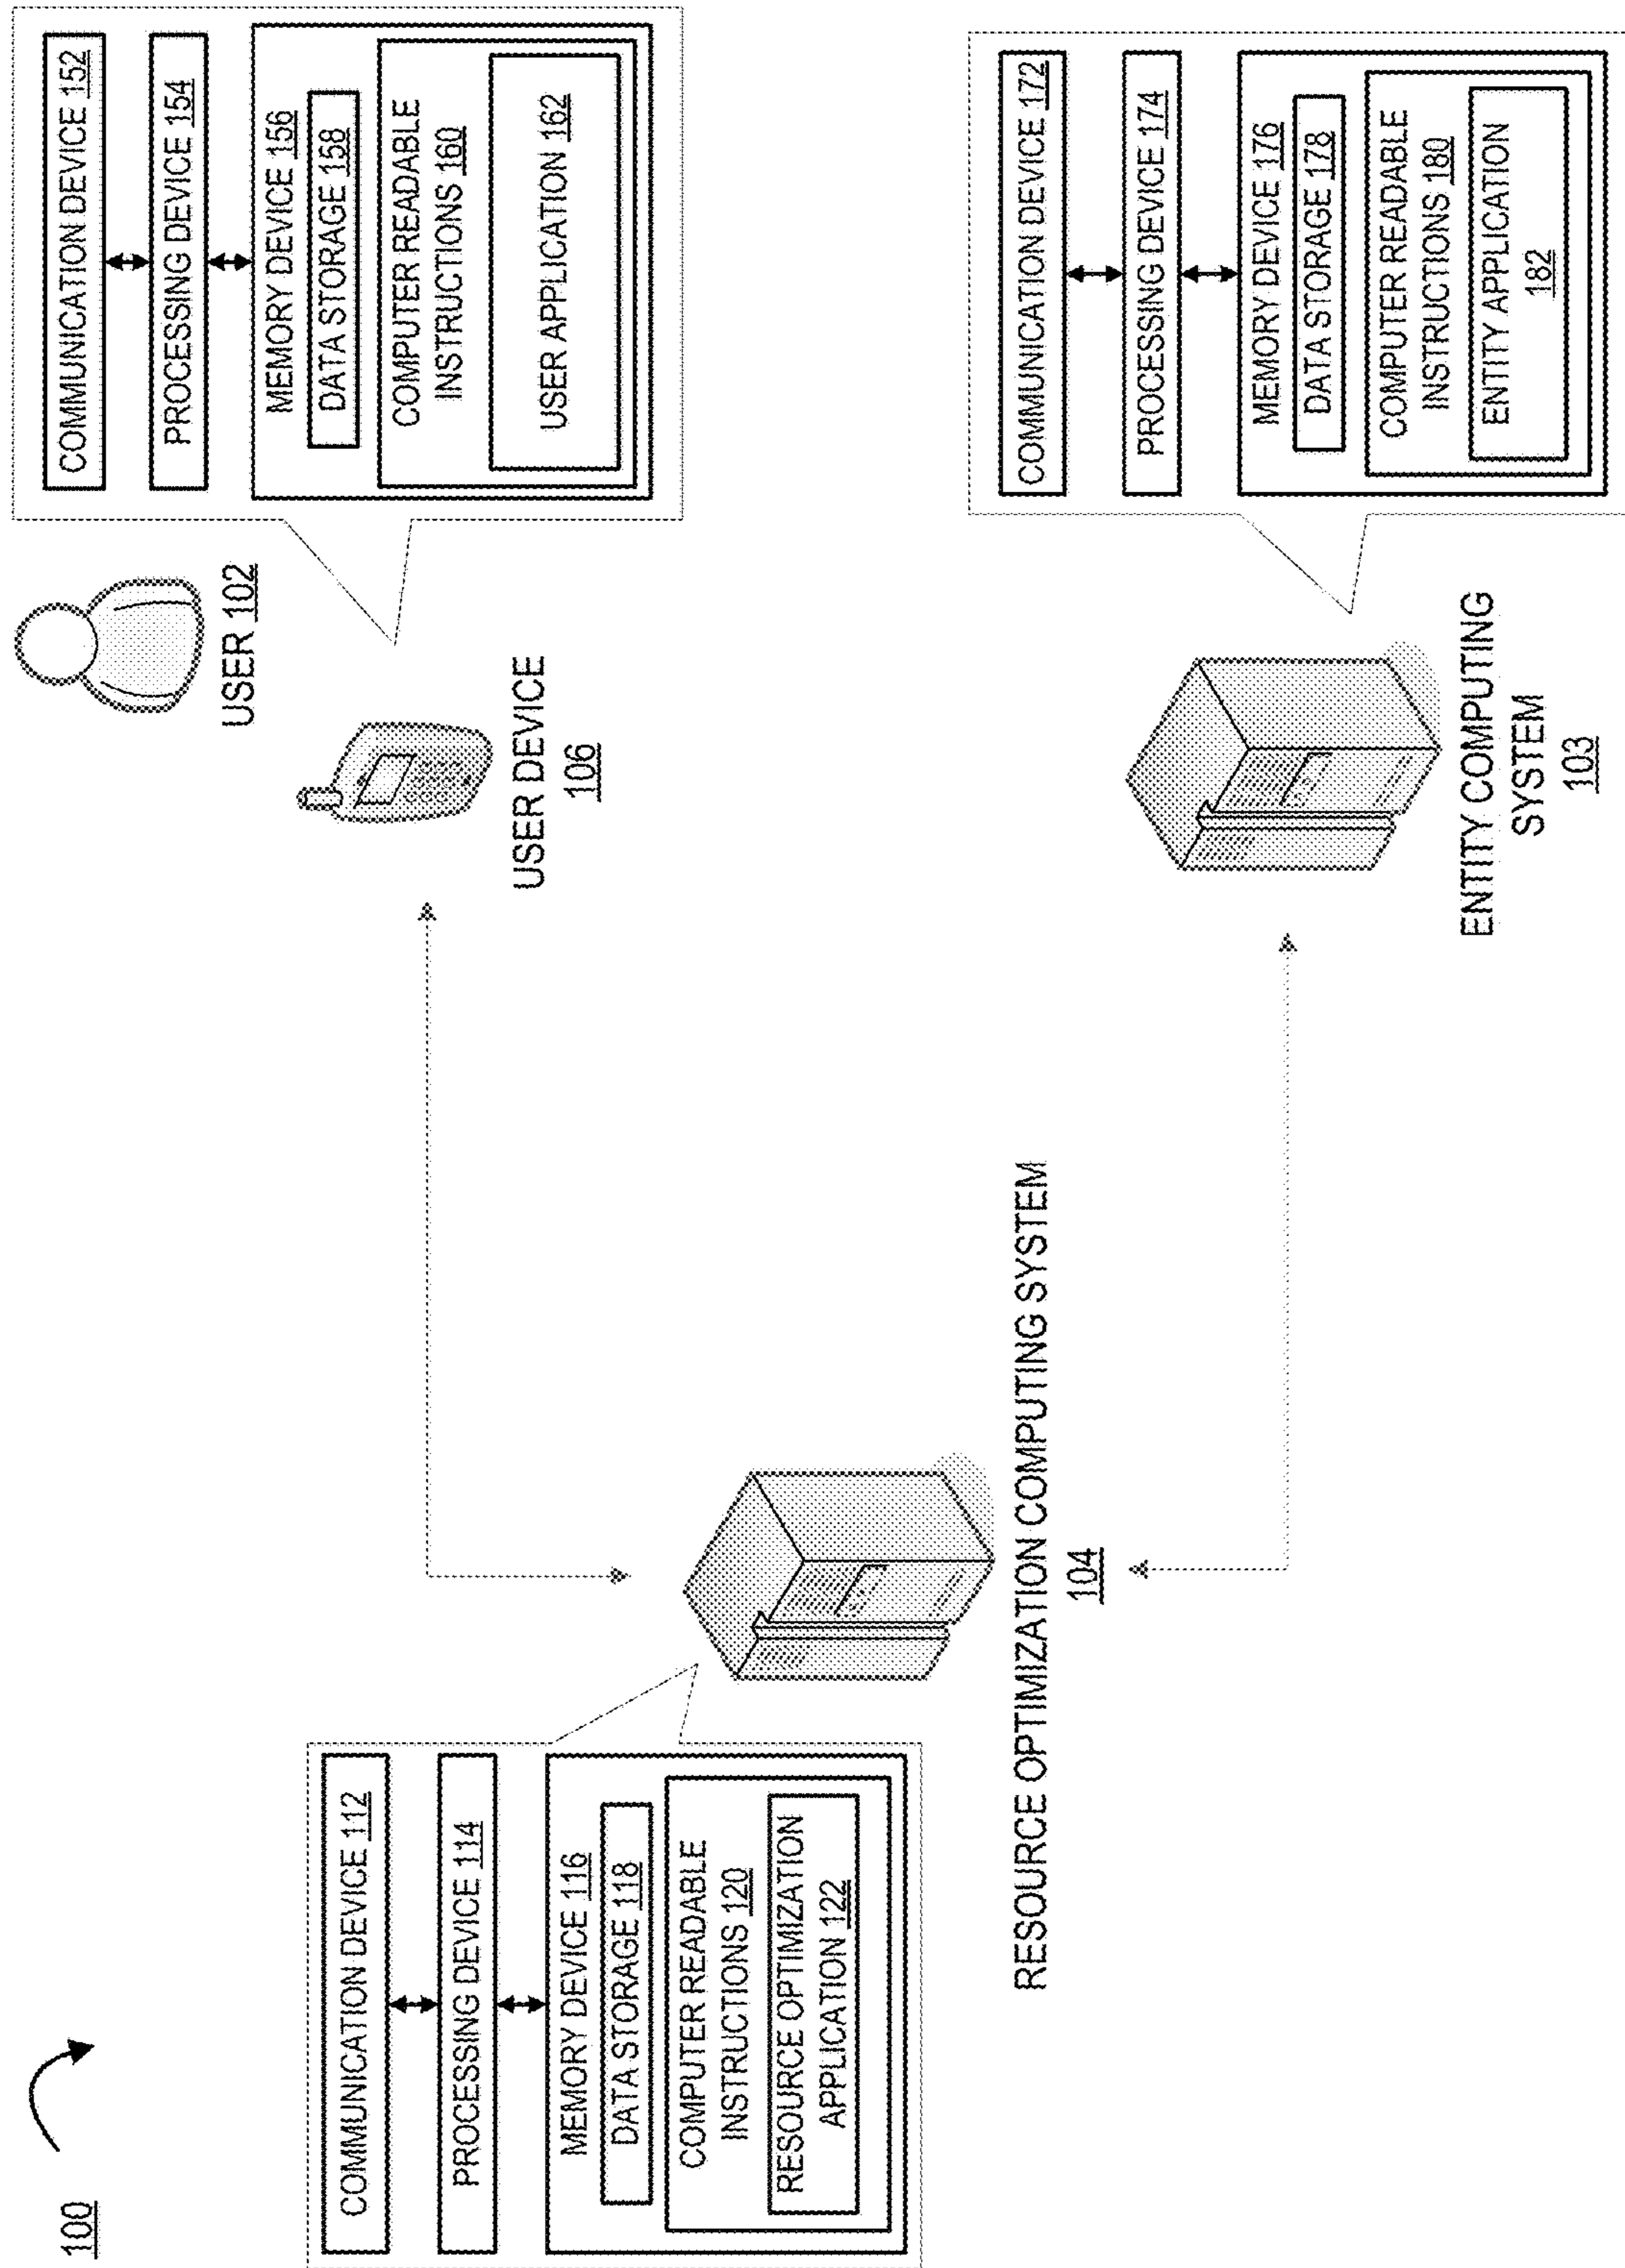 100
COMMUNICATION DEVICE 112
PROCESSING DEVICE 114
MEMORY DEVICE 116
DATA STORAGE 118
COMPUTER READABLE
INSTRUCTIONS 120
RESOURCE OPTIMIZATION
APPLICATION 122
RESOURCE OPTIMIZATION COMPUTING SYSTEM
104
USER 102
USER DEVICE
106
COMMUNICATION DEVICE 152
PROCESSING DEVICE 154
MEMORY DEVICE 156
DATA STORAGE 158
COMPUTER READABLE
INSTRUCTIONS 160
USER APPLICATION 162
ENTITY COMPUTING
SYSTEM
103
COMMUNICATION DEVICE 172
PROCESSING DEVICE 174
MEMORY DEVICE 176
DATA STORAGE 178
COMPUTER READABLE
INSTRUCTIONS 180
ENTITY APPLICATION
182